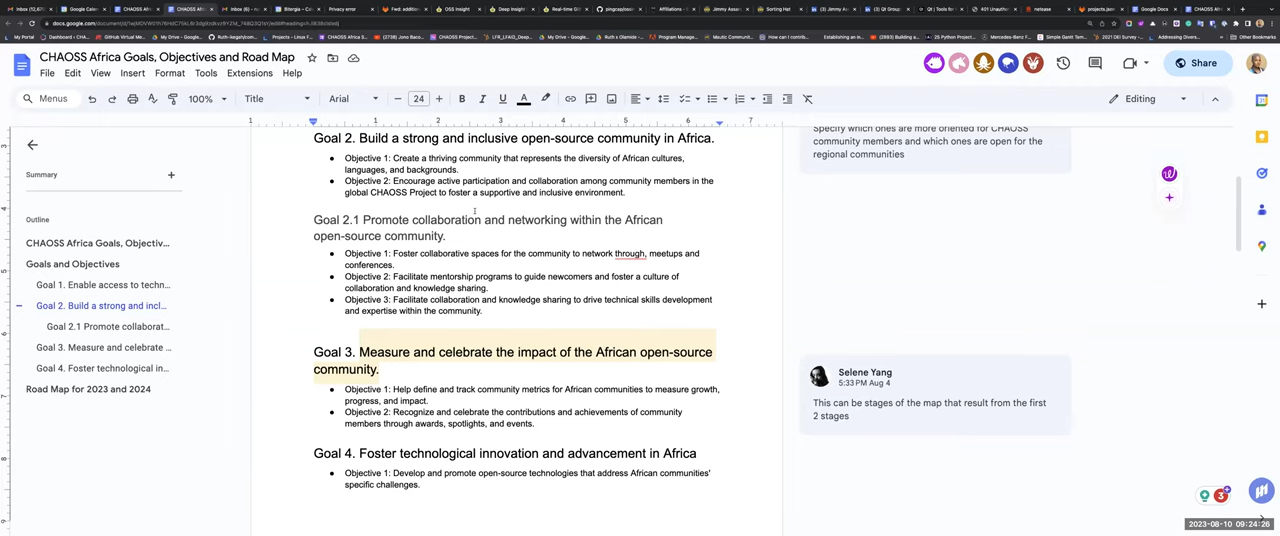 CHAOSS Africa Goals, Objectives and Road Map
File Edit View Insert Format Tools Extensions Help
Share
Menus
100%
Title
Arial
24
Editing
Summary
Outline
CHAOSS Africa Goals, Objectiv...
Goals and Objectives
Goal 1. Enable access to techn...
Goal 2. Build a strong and incl...
Goal 2.1 Promote collaborat...
Goal 3. Measure and celebrate ...
Goal 4. Foster technological in...
Road Map for 2023 and 2024
Goal 2. Build a strong and inclusive open-source community in Africa.
Objective 1: Create a thriving community that represents the diversity of African cultures,
languages, and backgrounds.
Objective 2: Encourage active participation and collaboration among community members in the
global CHAOSS Project to foster a supportive and inclusive environment.
Goal 2.1 Promote collaboration and networking within the African
open-source community.
Objective 1: Foster collaborative spaces for the community to network through, meetups and
conferences.
Objective 2: Facilitate mentorship programs to guide newcomers and foster a culture of
collaboration and knowledge sharing.
Objective 3: Facilitate collaboration and knowledge sharing to drive technical skills development
and expertise within the community.
Goal 3. Measure and celebrate the impact of the African open-source
community.
Objective 1: Help define and track community metrics for African communities to measure growth,
progress, and impact.
Objective 2: Recognize and celebrate the contributions and achievements of community
members through awards, spotlights, and events.
Goal 4. Foster technological innovation and advancement in Africa
Objective 1: Develop and promote open-source technologies that address African communities'
specific challenges.
Specify which ones are more oriented for CHAOSS
community members and which ones are open for the
regional communities
Selene Yang
5:33 PM Aug 4
This can be stages of the map that result from the first
2 stages
2023-08-10 09:24:26